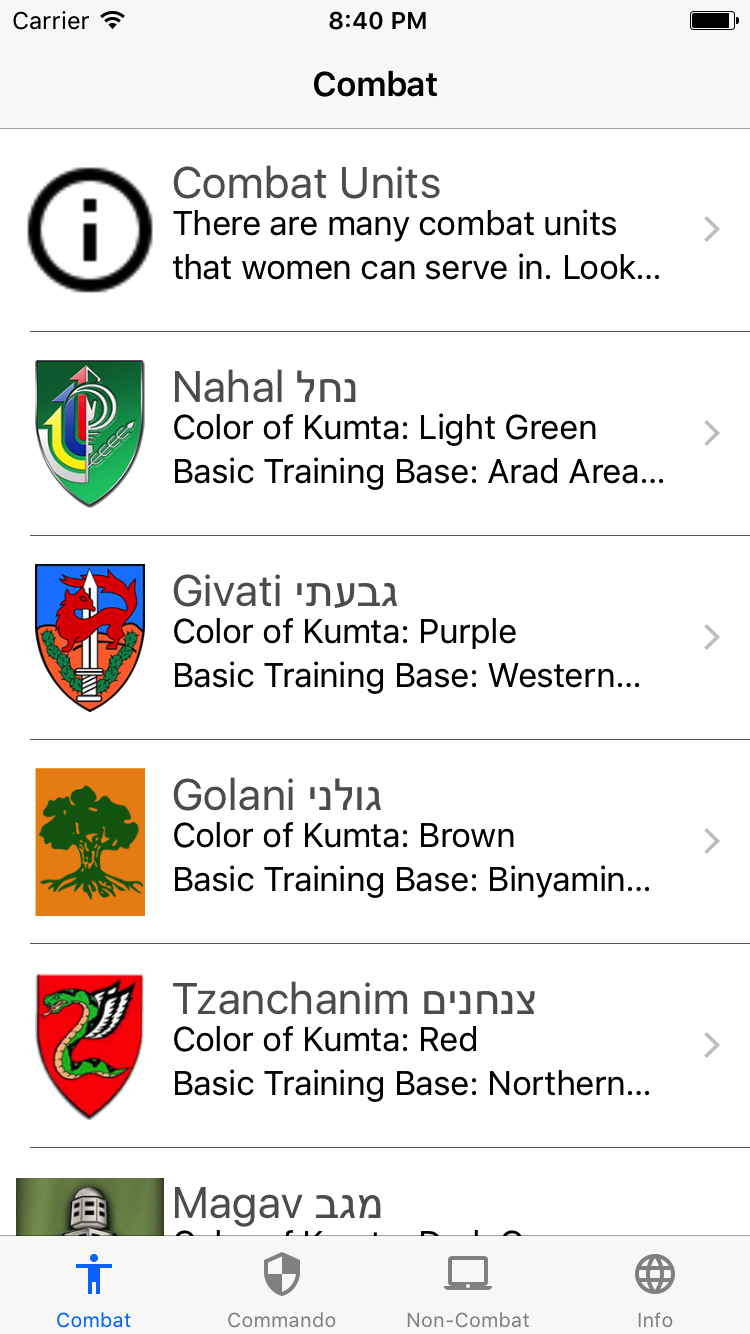 Carrier 8:40 PM
Combat
Combat Units
There are many combat units
that women can serve in. Look...
Nahal נחל
Color of Kumta: Light Green
Basic Training Base: Arad Area...
Givati גבעתי
Color of Kumta: Purple
Basic Training Base: Western...
Golani גולני
Color of Kumta: Brown
Basic Training Base: Binyamin...
Tzanchanim צנחנים
Color of Kumta: Red
Basic Training Base: Northern...
Magav מגב
Combat Commando Non-Combat Info